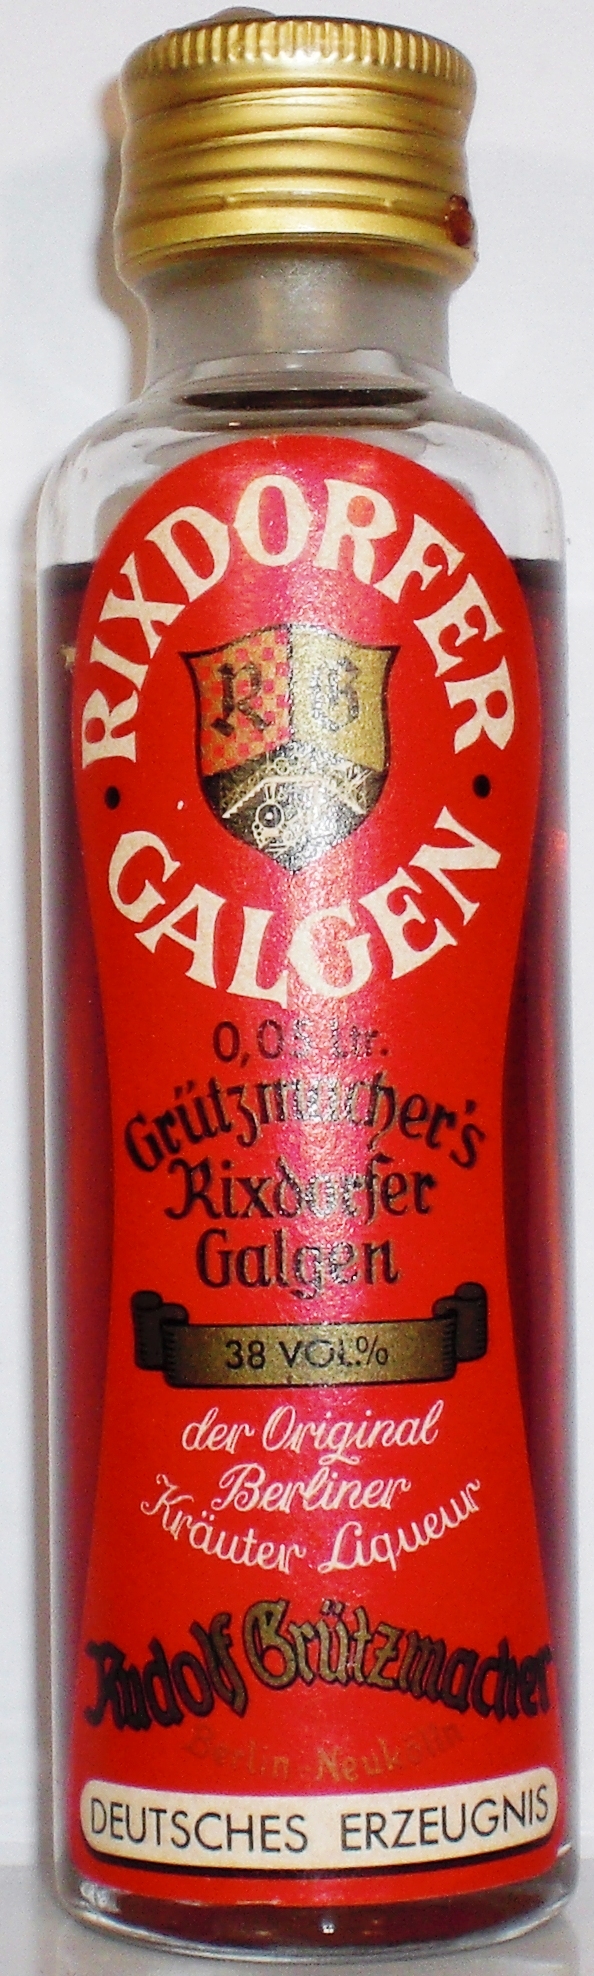 RIXDORFER
R G
• GALGEN •
0,05 Ltr.
Grützmacher's
Rixdorfer
Galgen
38 VOL.%
der Original
Berliner
Kräuter Liqueur
Rudolf Grützmacher
Berlin-Neukölln
DEUTSCHES ERZEUGNIS